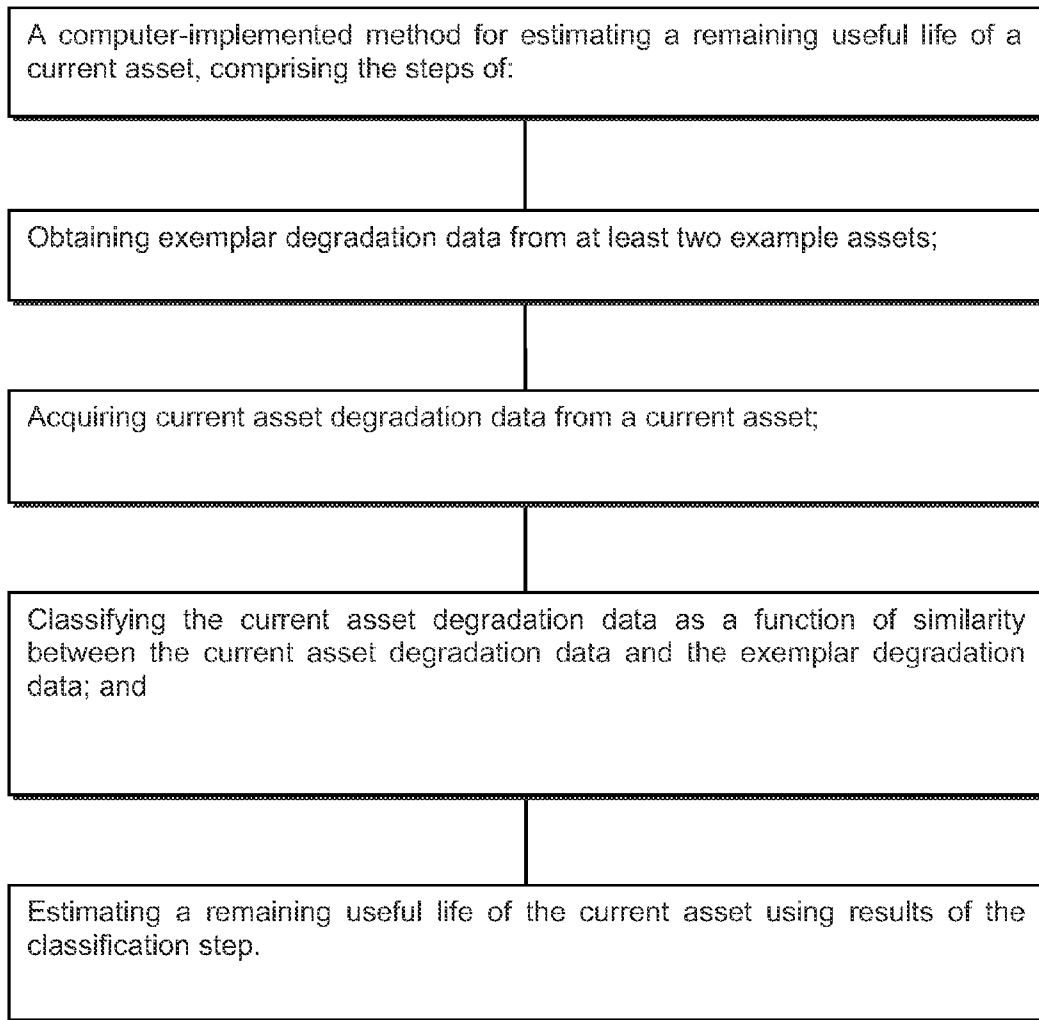 A computer-implemented method for estimating a remaining useful life of a
current asset, comprising the steps of:
Obtaining exemplar degradation data from at least two example assets;
Acquiring current asset degradation data from a current asset;
Classifying the current asset degradation data as a function of similarity
between the current asset degradation data and the exemplar degradation
data; and
Estimating a remaining useful life of the current asset using results of the
classification step.